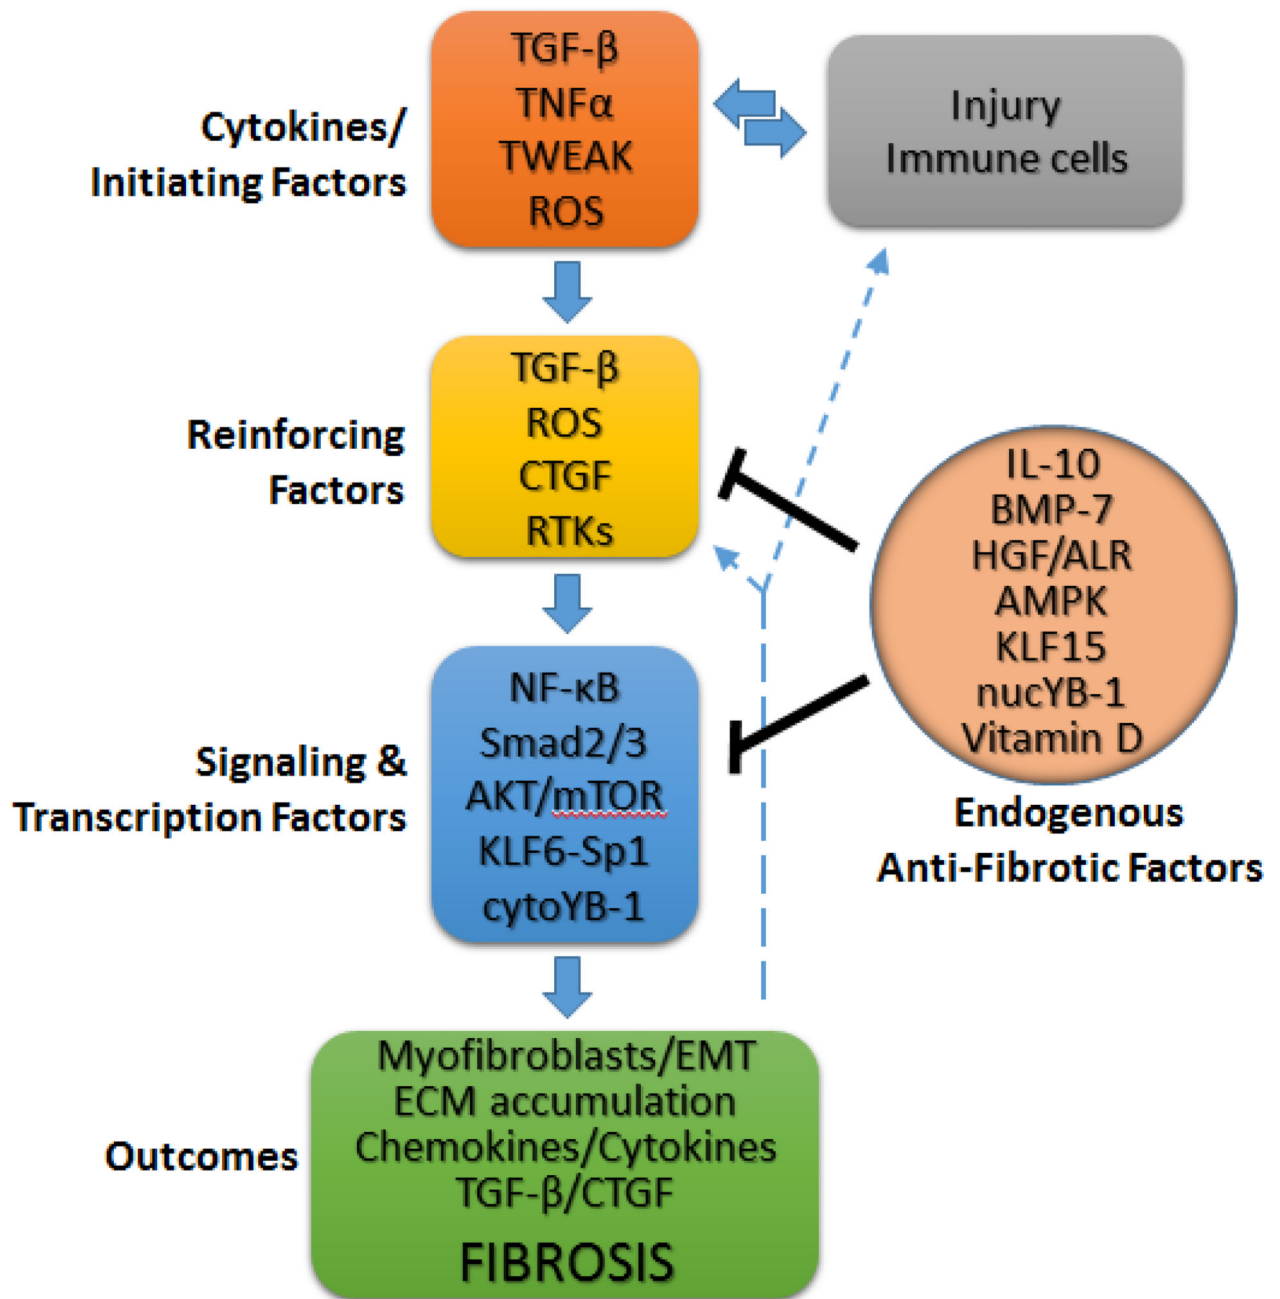 Cytokines/
Initiating Factors
TGF-β
TNFα
TWEAK
ROS
Injury
Immune cells
Reinforcing
Factors
TGF-β
ROS
CTGF
RTKs
IL-10
BMP-7
HGF/ALR
AMPK
KLF15
nucYB-1
Vitamin D
Endogenous
Anti-Fibrotic Factors
Signaling &
Transcription Factors
NF-κB
Smad2/3
AKT/mTOR
KLF6-Sp1
cytoYB-1
Outcomes
Myofibroblasts/EMT
ECM accumulation
Chemokines/Cytokines
TGF-β/CTGF
FIBROSIS